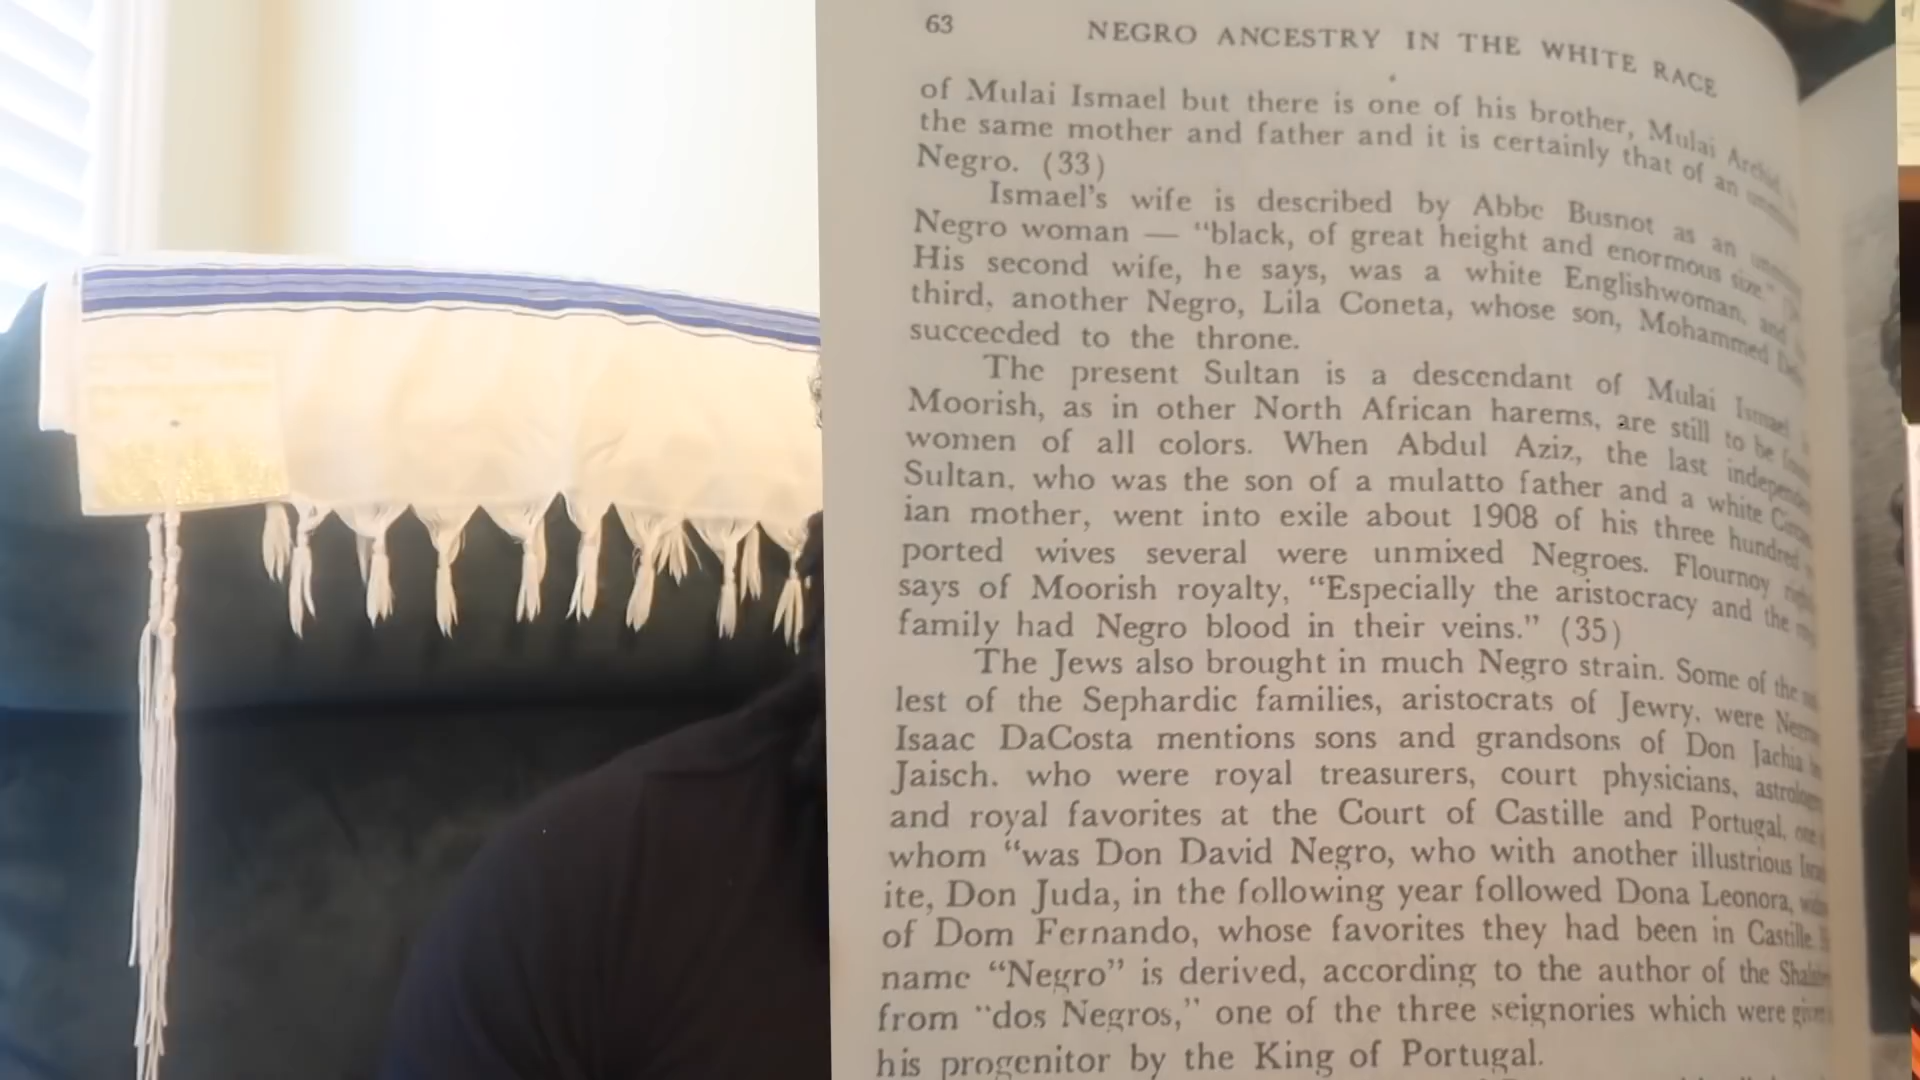 63 NEGRO ANCESTRY IN THE WHITE RACE
of Mulai Ismael but there is one of his brother, Mulai
the same mother and father and it is certainly that of an
Negro. (33)
Ismael's wife is described by Abbe Busnot as an
Negro woman — "black, of great height and enormous size."
His second wife, he says, was a white Englishwoman, and
third, another Negro, Lila Coneta, whose son, Mohammed
succeeded to the throne.
The present Sultan is a descendant of Mulai Ismael
Moorish, as in other North African harems, are still to be
women of all colors. When Abdul Aziz, the last
Sultan, who was the son of a mulatto father and a white
ian mother, went into exile about 1908 of his three hundred
ported wives several were unmixed Negroes. Flournoy
says of Moorish royalty, "Especially the aristocracy and the
family had Negro blood in their veins." (35)
The Jews also brought in much Negro strain. Some of the
lest of the Sephardic families, aristocrats of Jewry, were
Isaac DaCosta mentions sons and grandsons of Don Jachia
Jaisch. who were royal treasurers, court physicians,
and royal favorites at the Court of Castille and Portugal,
whom "was Don David Negro, who with another illustrious
ite, Don Juda, in the following year followed Dona Leonora,
of Dom Fernando, whose favorites they had been in Castille
name "Negro" is derived, according to the author of the
from "dos Negros," one of the three seignories which were
his progenitor by the King of Portugal.